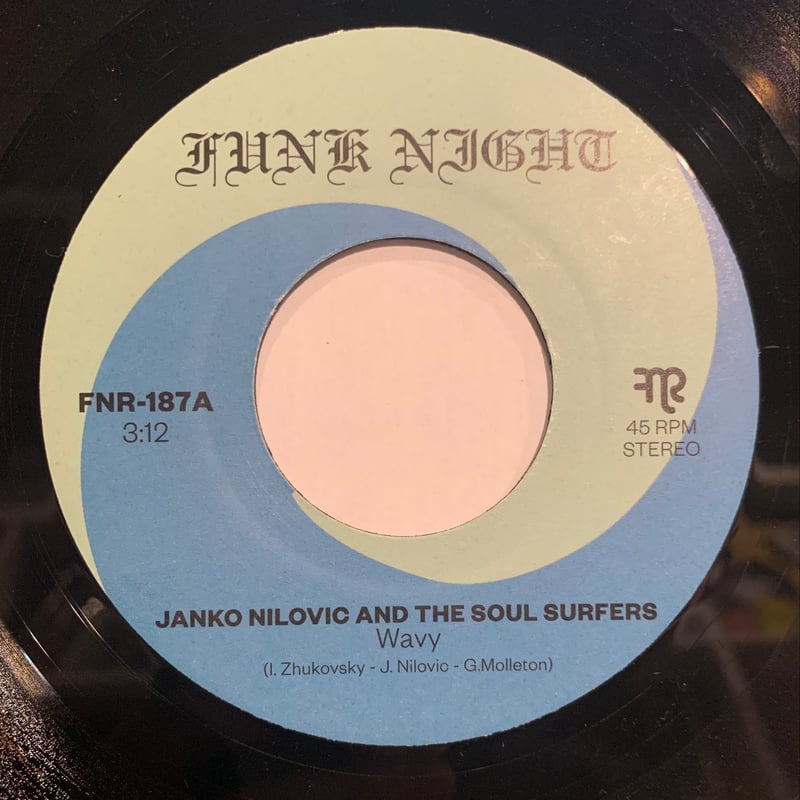 FUNK NIGHT
FNR-187A
3:12
FNR
45 RPM
STEREO
JANKO NILOVIC AND THE SOUL SURFERS
Wavy
(I. Zhukovsky - J. Nilovic - G.Molleton)